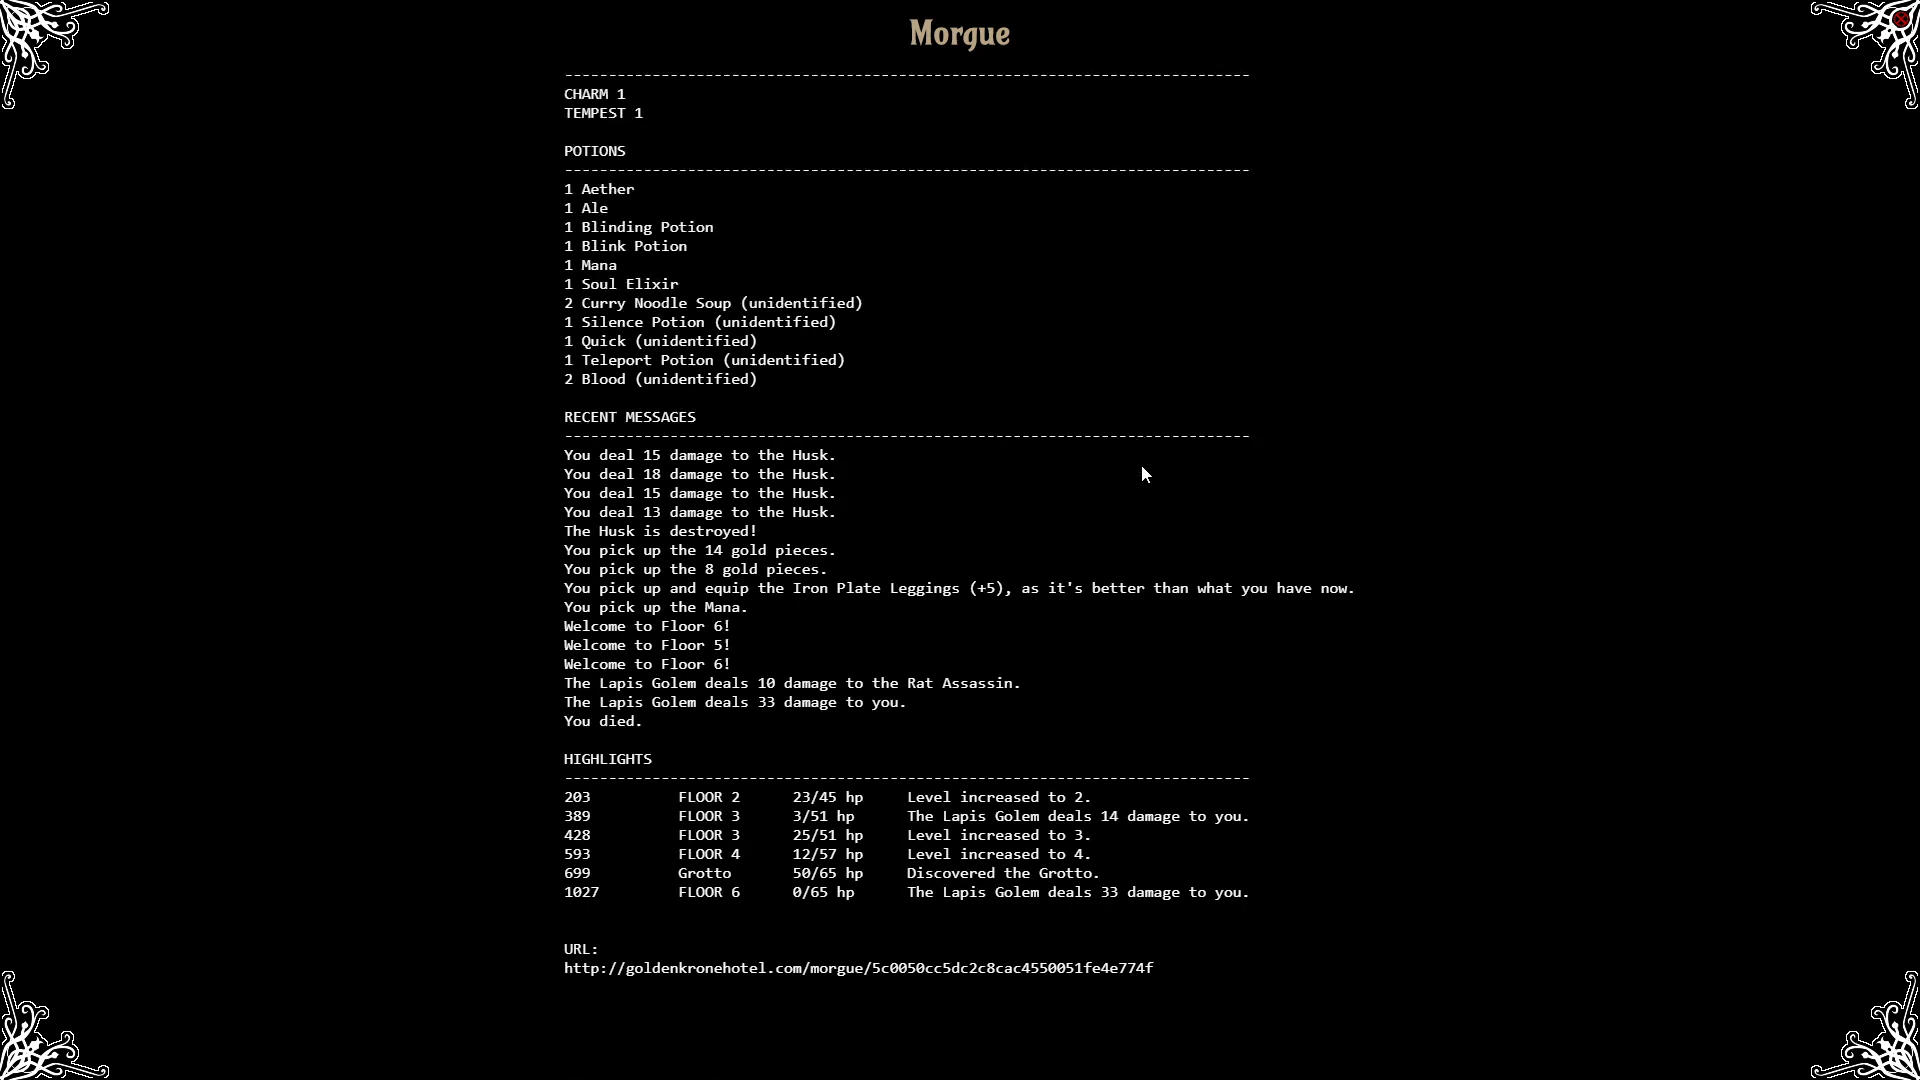 Morgue
------------------------------------------------------------------------------
CHARM 1
TEMPEST 1
POTIONS
------------------------------------------------------------------------------
1 Aether
1 Ale
1 Blinding Potion
1 Blink Potion
1 Mana
1 Soul Elixir
2 Curry Noodle Soup (unidentified)
1 Silence Potion (unidentified)
1 Quick (unidentified)
1 Teleport Potion (unidentified)
2 Blood (unidentified)
RECENT MESSAGES
------------------------------------------------------------------------------
You deal 15 damage to the Husk.
You deal 18 damage to the Husk.
You deal 15 damage to the Husk.
You deal 13 damage to the Husk.
The Husk is destroyed!
You pick up the 14 gold pieces.
You pick up the 8 gold pieces.
You pick up and equip the Iron Plate Leggings (+5), as it's better than what you have now.
You pick up the Mana.
Welcome to Floor 6!
Welcome to Floor 5!
Welcome to Floor 6!
The Lapis Golem deals 10 damage to the Rat Assassin.
The Lapis Golem deals 33 damage to you.
You died.
HIGHLIGHTS
------------------------------------------------------------------------------
203 FLOOR 2 23/45 hp Level increased to 2.
389 FLOOR 3 3/51 hp The Lapis Golem deals 14 damage to you.
428 FLOOR 3 25/51 hp Level increased to 3.
593 FLOOR 4 12/57 hp Level increased to 4.
699 Grotto 50/65 hp Discovered the Grotto.
1027 FLOOR 6 0/65 hp The Lapis Golem deals 33 damage to you.
URL:
http://goldenkronehotel.com/morgue/5c0050cc5dc2c8cac4550051fe4e774f